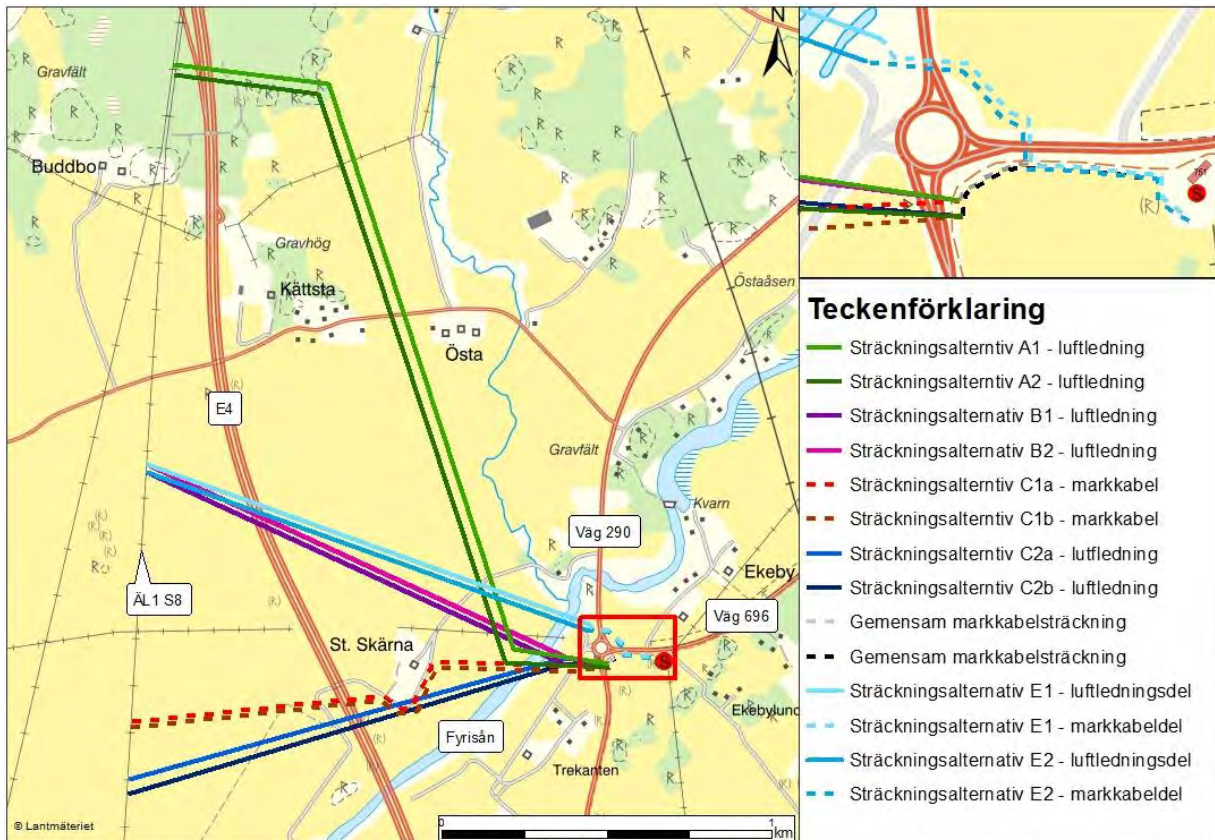 Gravfält
Buddbo
Gravhög
Kättsta
Östa
Östaåsen
E4
Gravfält
Kvarn
Väg 290
Ekeby
ÄL1 S8
Väg 696
St. Skärna
Ekebylund
Fyrisån
Trekanten
© Lantmäteriet
0
1
km
N
761
S
(R)
S
Teckenförklaring
Sträckningsalterntiv A1 - luftledning
Sträckningsalterntiv A2 - luftledning
Sträckningsalternativ B1 - luftledning
Sträckningsalternativ B2 - luftledning
Sträckningsalternativ C1a - markkabel
Sträckningsalternativ C1b - markkabel
Sträckningsalterntiv C2a - lutfledning
Sträckningsalterntiv C2b - luftledning
Gemensam markkabelsträckning
Gemensam markkabelsträckning
Sträckningsalternativ E1 - luftledningsdel
Sträckningsalternativ E1 - markkabeldel
Sträckningsalternativ E2 - luftledningsdel
Sträckningsalternativ E2 - markkabeldel